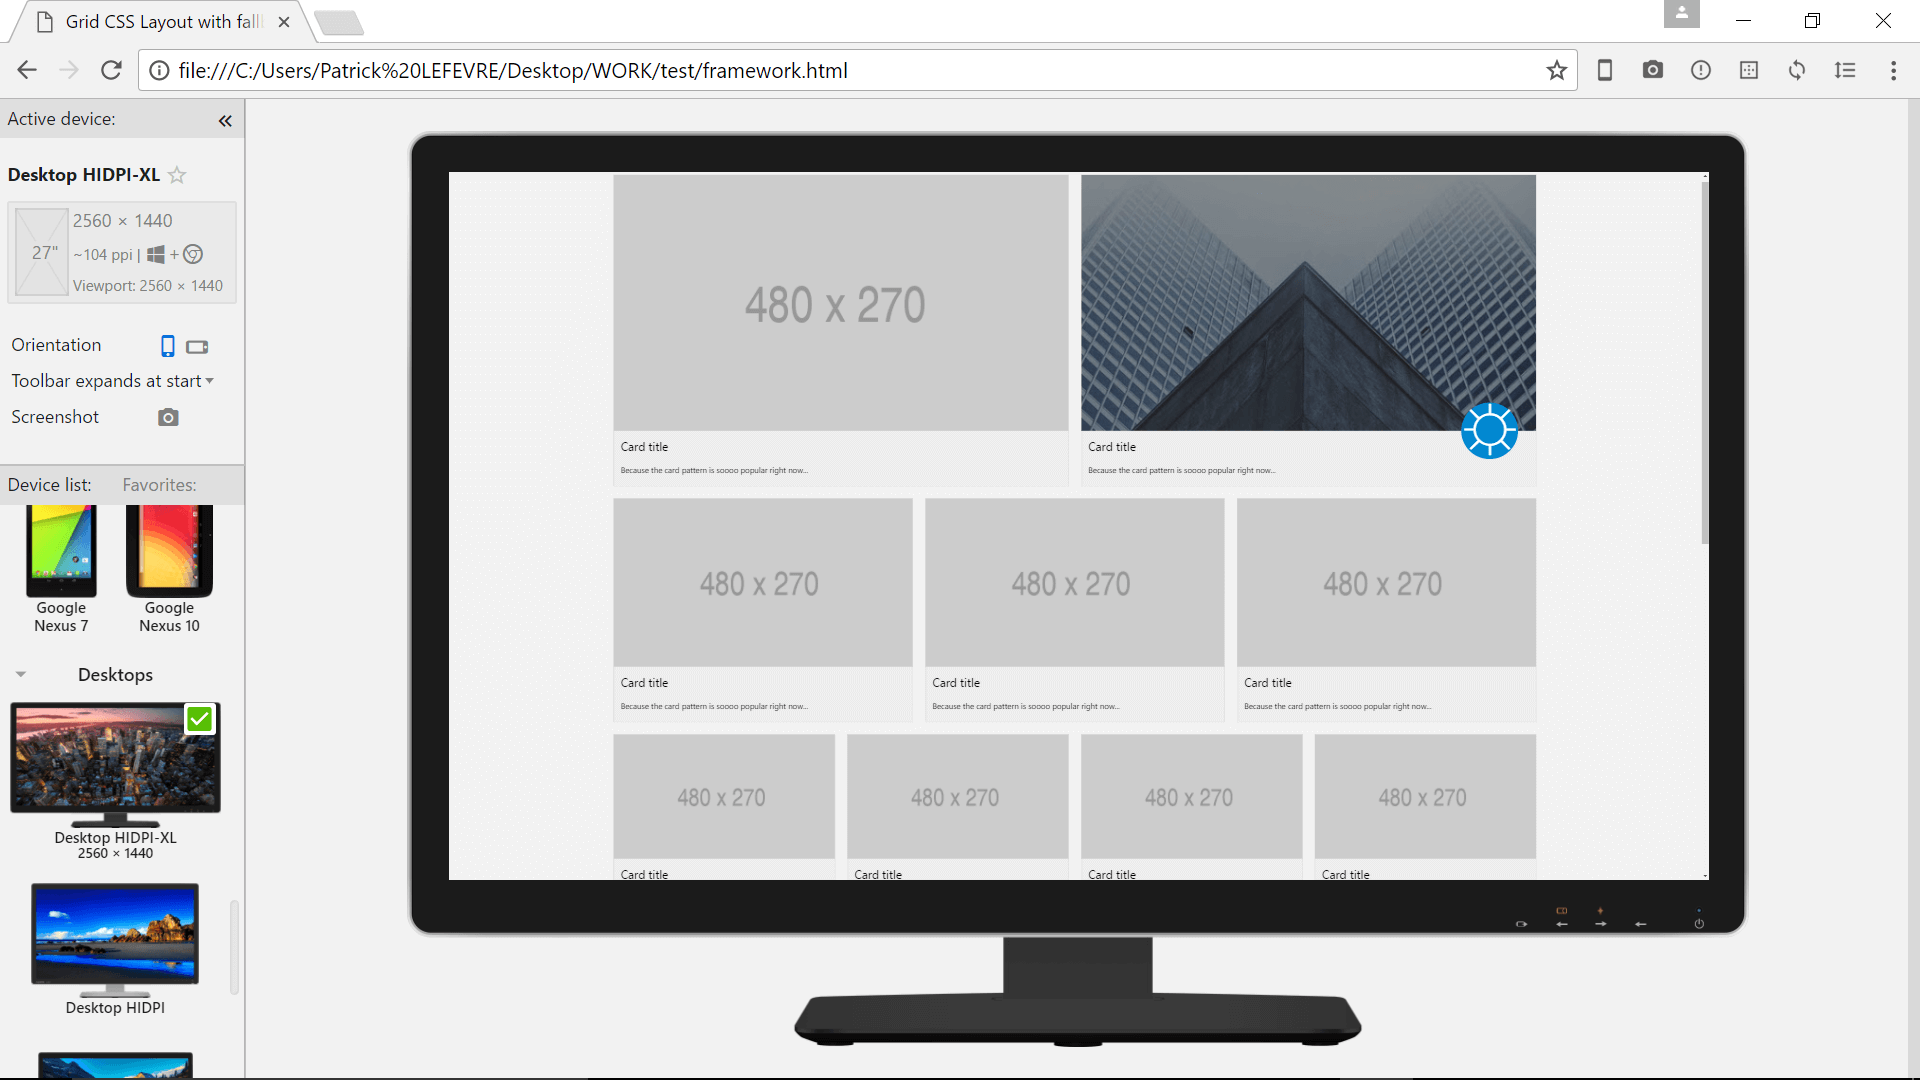 Grid CSS Layout with fall
file:///C:/Users/Patrick%20LEFEVRE/Desktop/WORK/test/framework.html
Active device:
Desktop HIDPI-XL
27"
2560 × 1440
~104 ppi | +
Viewport: 2560 × 1440
Orientation
Toolbar expands at start
Screenshot
Device list: Favorites:
Google Nexus 7
Google Nexus 10
Desktops
Desktop HIDPI-XL
2560 × 1440
Desktop HIDPI
480 x 270
Card title
Because the card pattern is soooo popular right now...
Card title
Because the card pattern is soooo popular right now...
480 x 270
Card title
Because the card pattern is soooo popular right now...
480 x 270
Card title
Because the card pattern is soooo popular right now...
480 x 270
Card title
Because the card pattern is soooo popular right now...
480 x 270
Card title
480 x 270
Card title
480 x 270
Card title
480 x 270
Card title